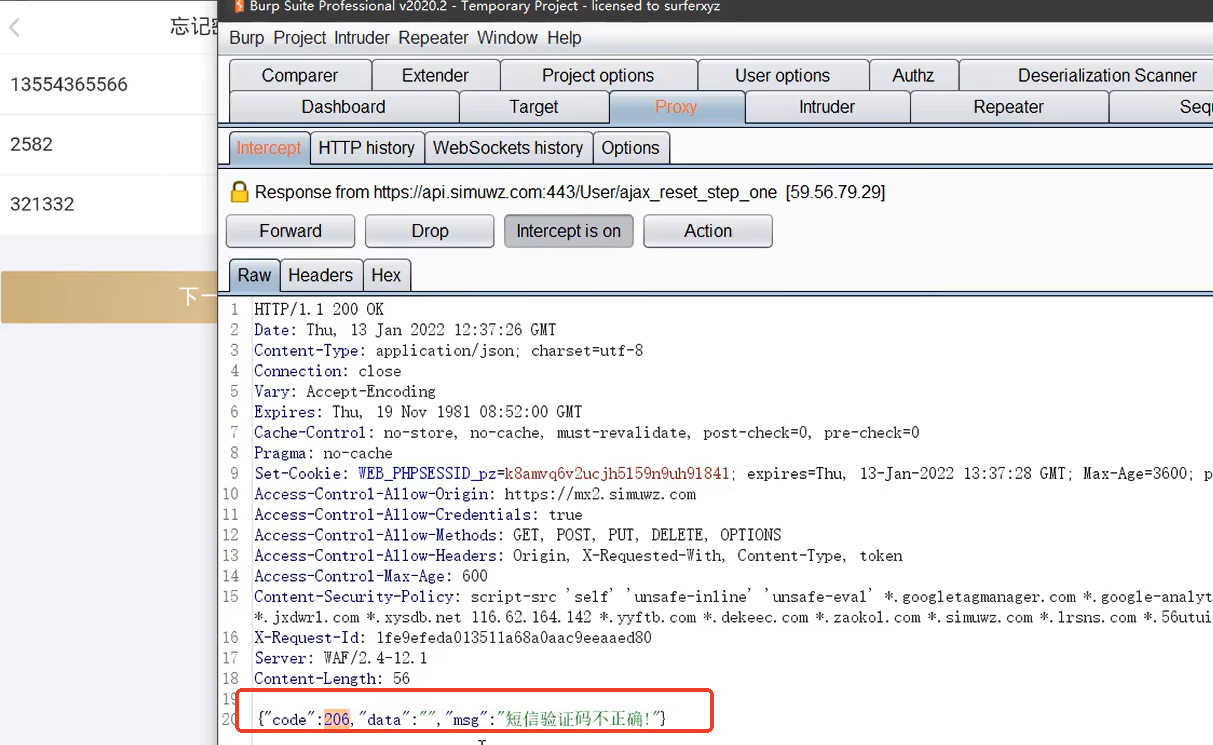 Burp Suite Professional v2020.2 - Temporary Project - licensed to surferxyz
忘记密
Burp Project Intruder Repeater Window Help
Comparer Extender Project options User options Authz Deserialization Scanner
Dashboard Target Proxy Intruder Repeater Sequ
Intercept HTTP history WebSockets history Options
13554365566
2582
321332
下一
Response from https://api.simuwz.com:443/User/ajax_reset_step_one [59.56.79.29]
Forward Drop Intercept is on Action
Raw Headers Hex
1 HTTP/1.1 200 OK
2 Date: Thu, 13 Jan 2022 12:37:26 GMT
3 Content-Type: application/json; charset=utf-8
4 Connection: close
5 Vary: Accept-Encoding
6 Expires: Thu, 19 Nov 1981 08:52:00 GMT
7 Cache-Control: no-store, no-cache, must-revalidate, post-check=0, pre-check=0
8 Pragma: no-cache
9 Set-Cookie: WEB_PHPSESSID_pz=k8amvq6v2ucjh5159n9uh91841; expires=Thu, 13-Jan-2022 13:37:28 GMT; Max-Age=3600; p
10 Access-Control-Allow-Origin: https://mx2.simuwz.com
11 Access-Control-Allow-Credentials: true
12 Access-Control-Allow-Methods: GET, POST, PUT, DELETE, OPTIONS
13 Access-Control-Allow-Headers: Origin, X-Requested-With, Content-Type, token
14 Access-Control-Max-Age: 600
15 Content-Security-Policy: script-src 'self' 'unsafe-inline' 'unsafe-eval' *.googletagmanager.com *.google-analyt
*.jxdwrl.com *.xysdb.net 116.62.164.142 *.yyftb.com *.dekeec.com *.zaokol.com *.simuwz.com *.lrsns.com *.56utui
16 X-Request-Id: 1fe9efeda013511a68a0aac9eeaaed80
17 Server: WAF/2.4-12.1
18 Content-Length: 56
19
20 {"code":206,"data":"","msg":"短信验证码不正确!"}